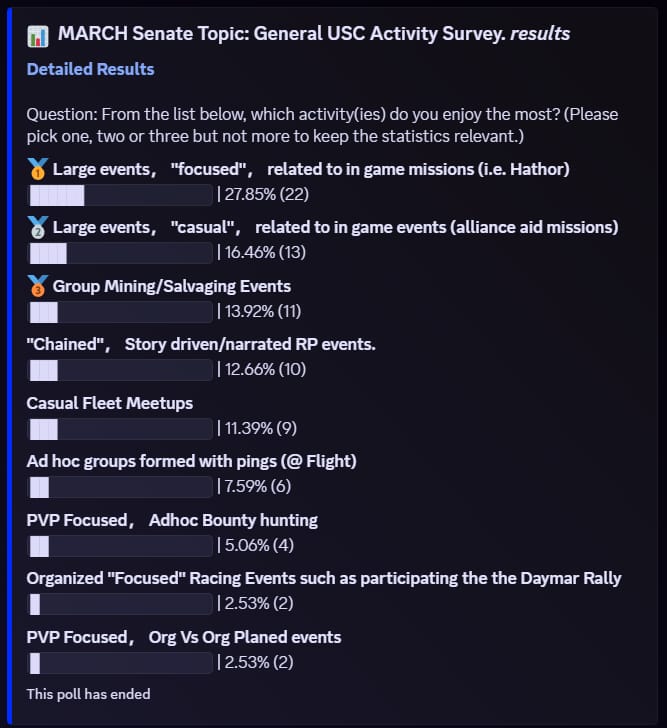 MARCH Senate Topic: General USC Activity Survey. results
Detailed Results
Question: From the list below, which activity(ies) do you enjoy the most? (Please
pick one, two or three but not more to keep the statistics relevant.)
1 Large events， "focused"， related to in game missions (i.e. Hathor)
| 27.85% (22)
2 Large events， "casual"， related to in game events (alliance aid missions)
| 16.46% (13)
3 Group Mining/Salvaging Events
| 13.92% (11)
"Chained"， Story driven/narrated RP events.
| 12.66% (10)
Casual Fleet Meetups
| 11.39% (9)
Ad hoc groups formed with pings (@ Flight)
| 7.59% (6)
PVP Focused， Adhoc Bounty hunting
| 5.06% (4)
Organized "Focused" Racing Events such as participating the the Daymar Rally
| 2.53% (2)
PVP Focused， Org Vs Org Planed events
| 2.53% (2)
This poll has ended